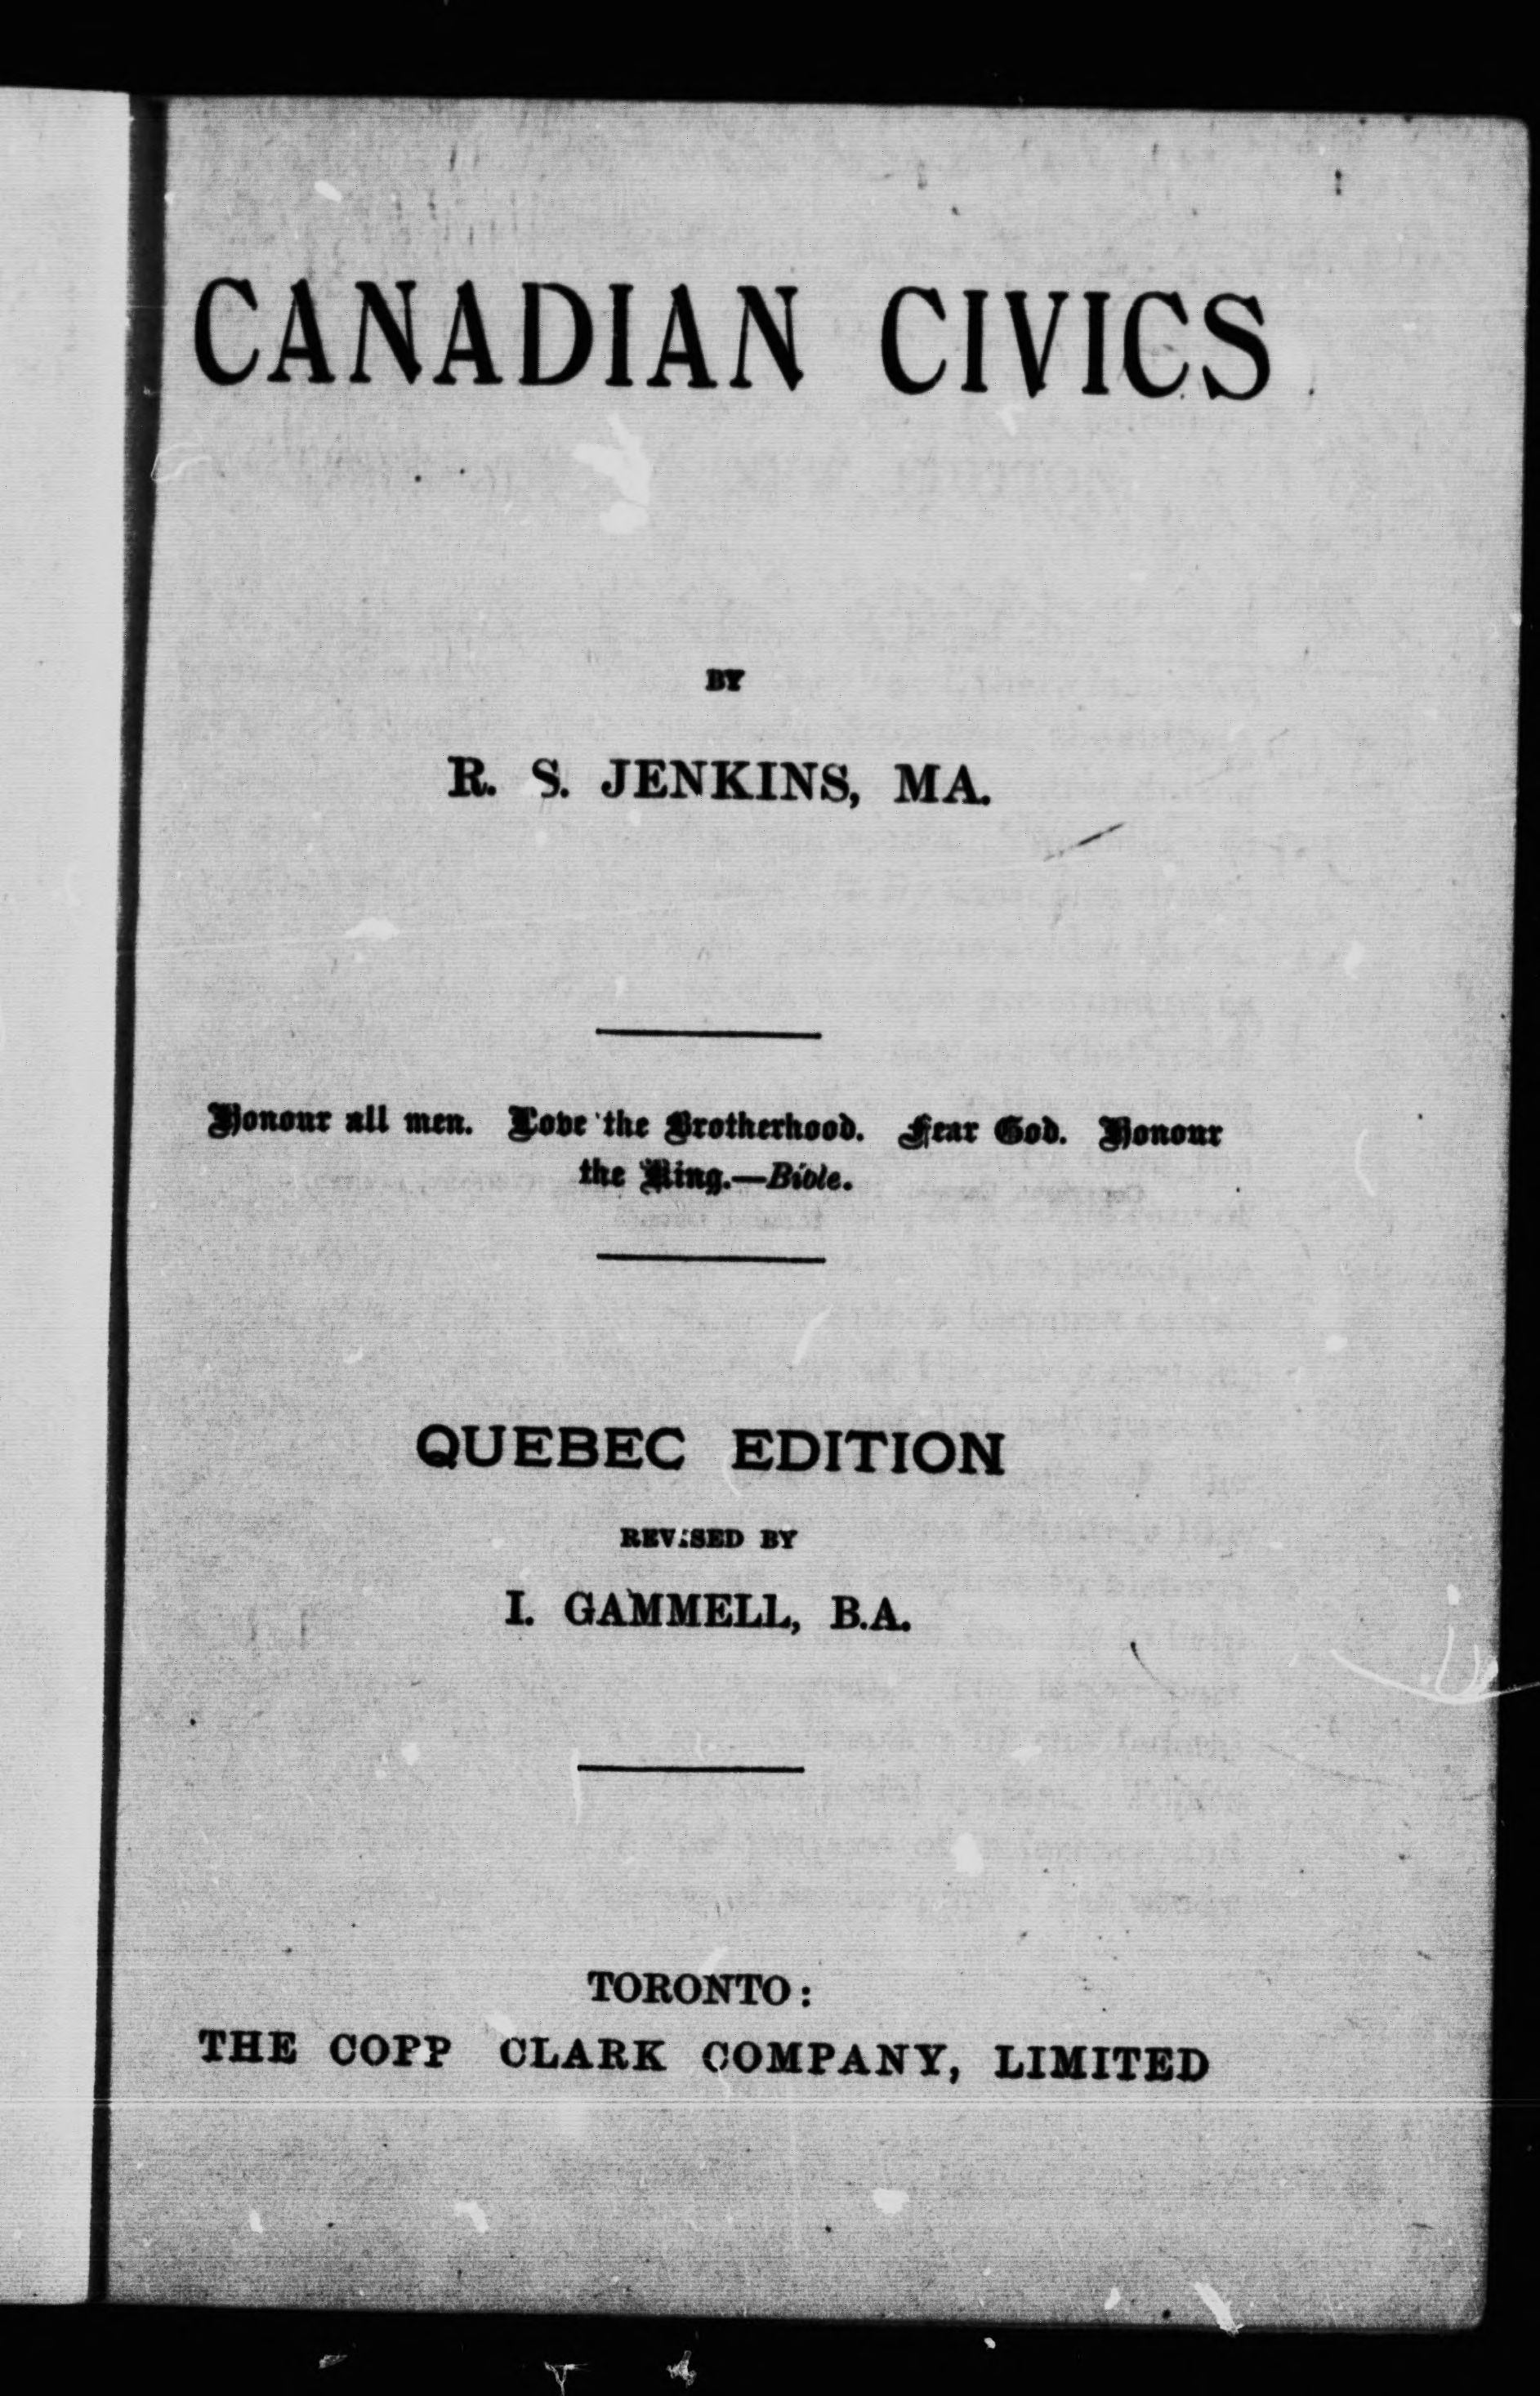 CANADIAN CIVICS
BY
R. S. JENKINS, MA.
Honour all men. Love the Brotherhood. Fear God. Honour
the King.—Bible.
QUEBEC EDITION
REVISED BY
I. GAMMELL, B.A.
TORONTO:
THE COPP CLARK COMPANY, LIMITED